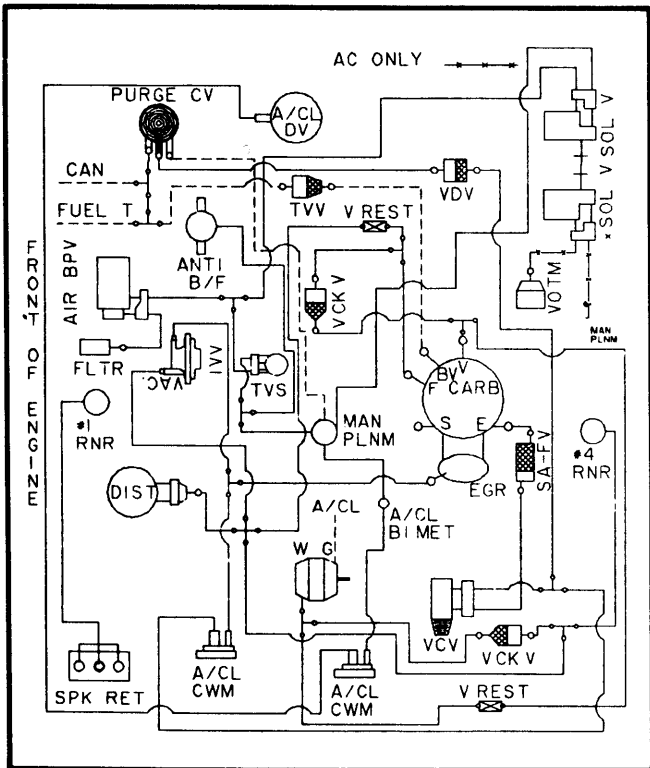 AC ONLY
PURGE CV
A/CL
DV
CAN
FUEL T
TVV
VDV
V REST
SOL V
SOL V
x
ANTI
B/F
AIR BPV
VCK V
VOTM
MAN
PLNM
FRONT OF ENGINE
FLTR
VAC.
IVV
TVS
BV
V
F
CARB
S
E
MAN
PLNM
#1
RNR
#4
RNR
SA-FV
EGR
DIST
A/CL
A/CL
BIMET
W
G
VCV
VCK V
SPK RET
A/CL
CWM
A/CL
CWM
V REST